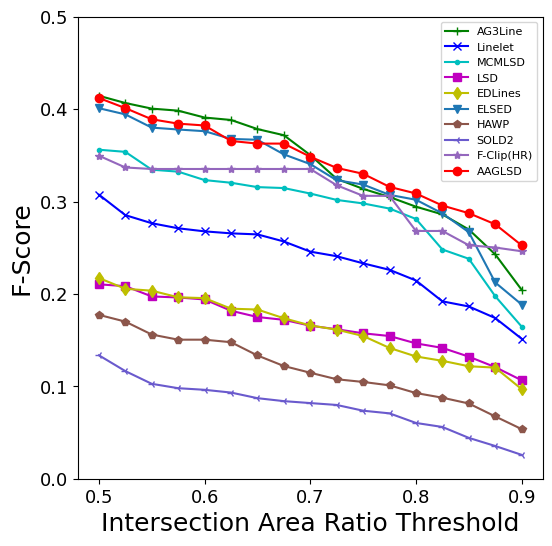 0.5
0.4
0.3
0.2
0.1
0.0
F-Score
AG3Line
Linelet
MCMLSD
LSD
EDLines
ELSED
HAWP
SOLD2
F-Clip(HR)
AAGLSD
0.5 0.6 0.7 0.8 0.9
Intersection Area Ratio Threshold